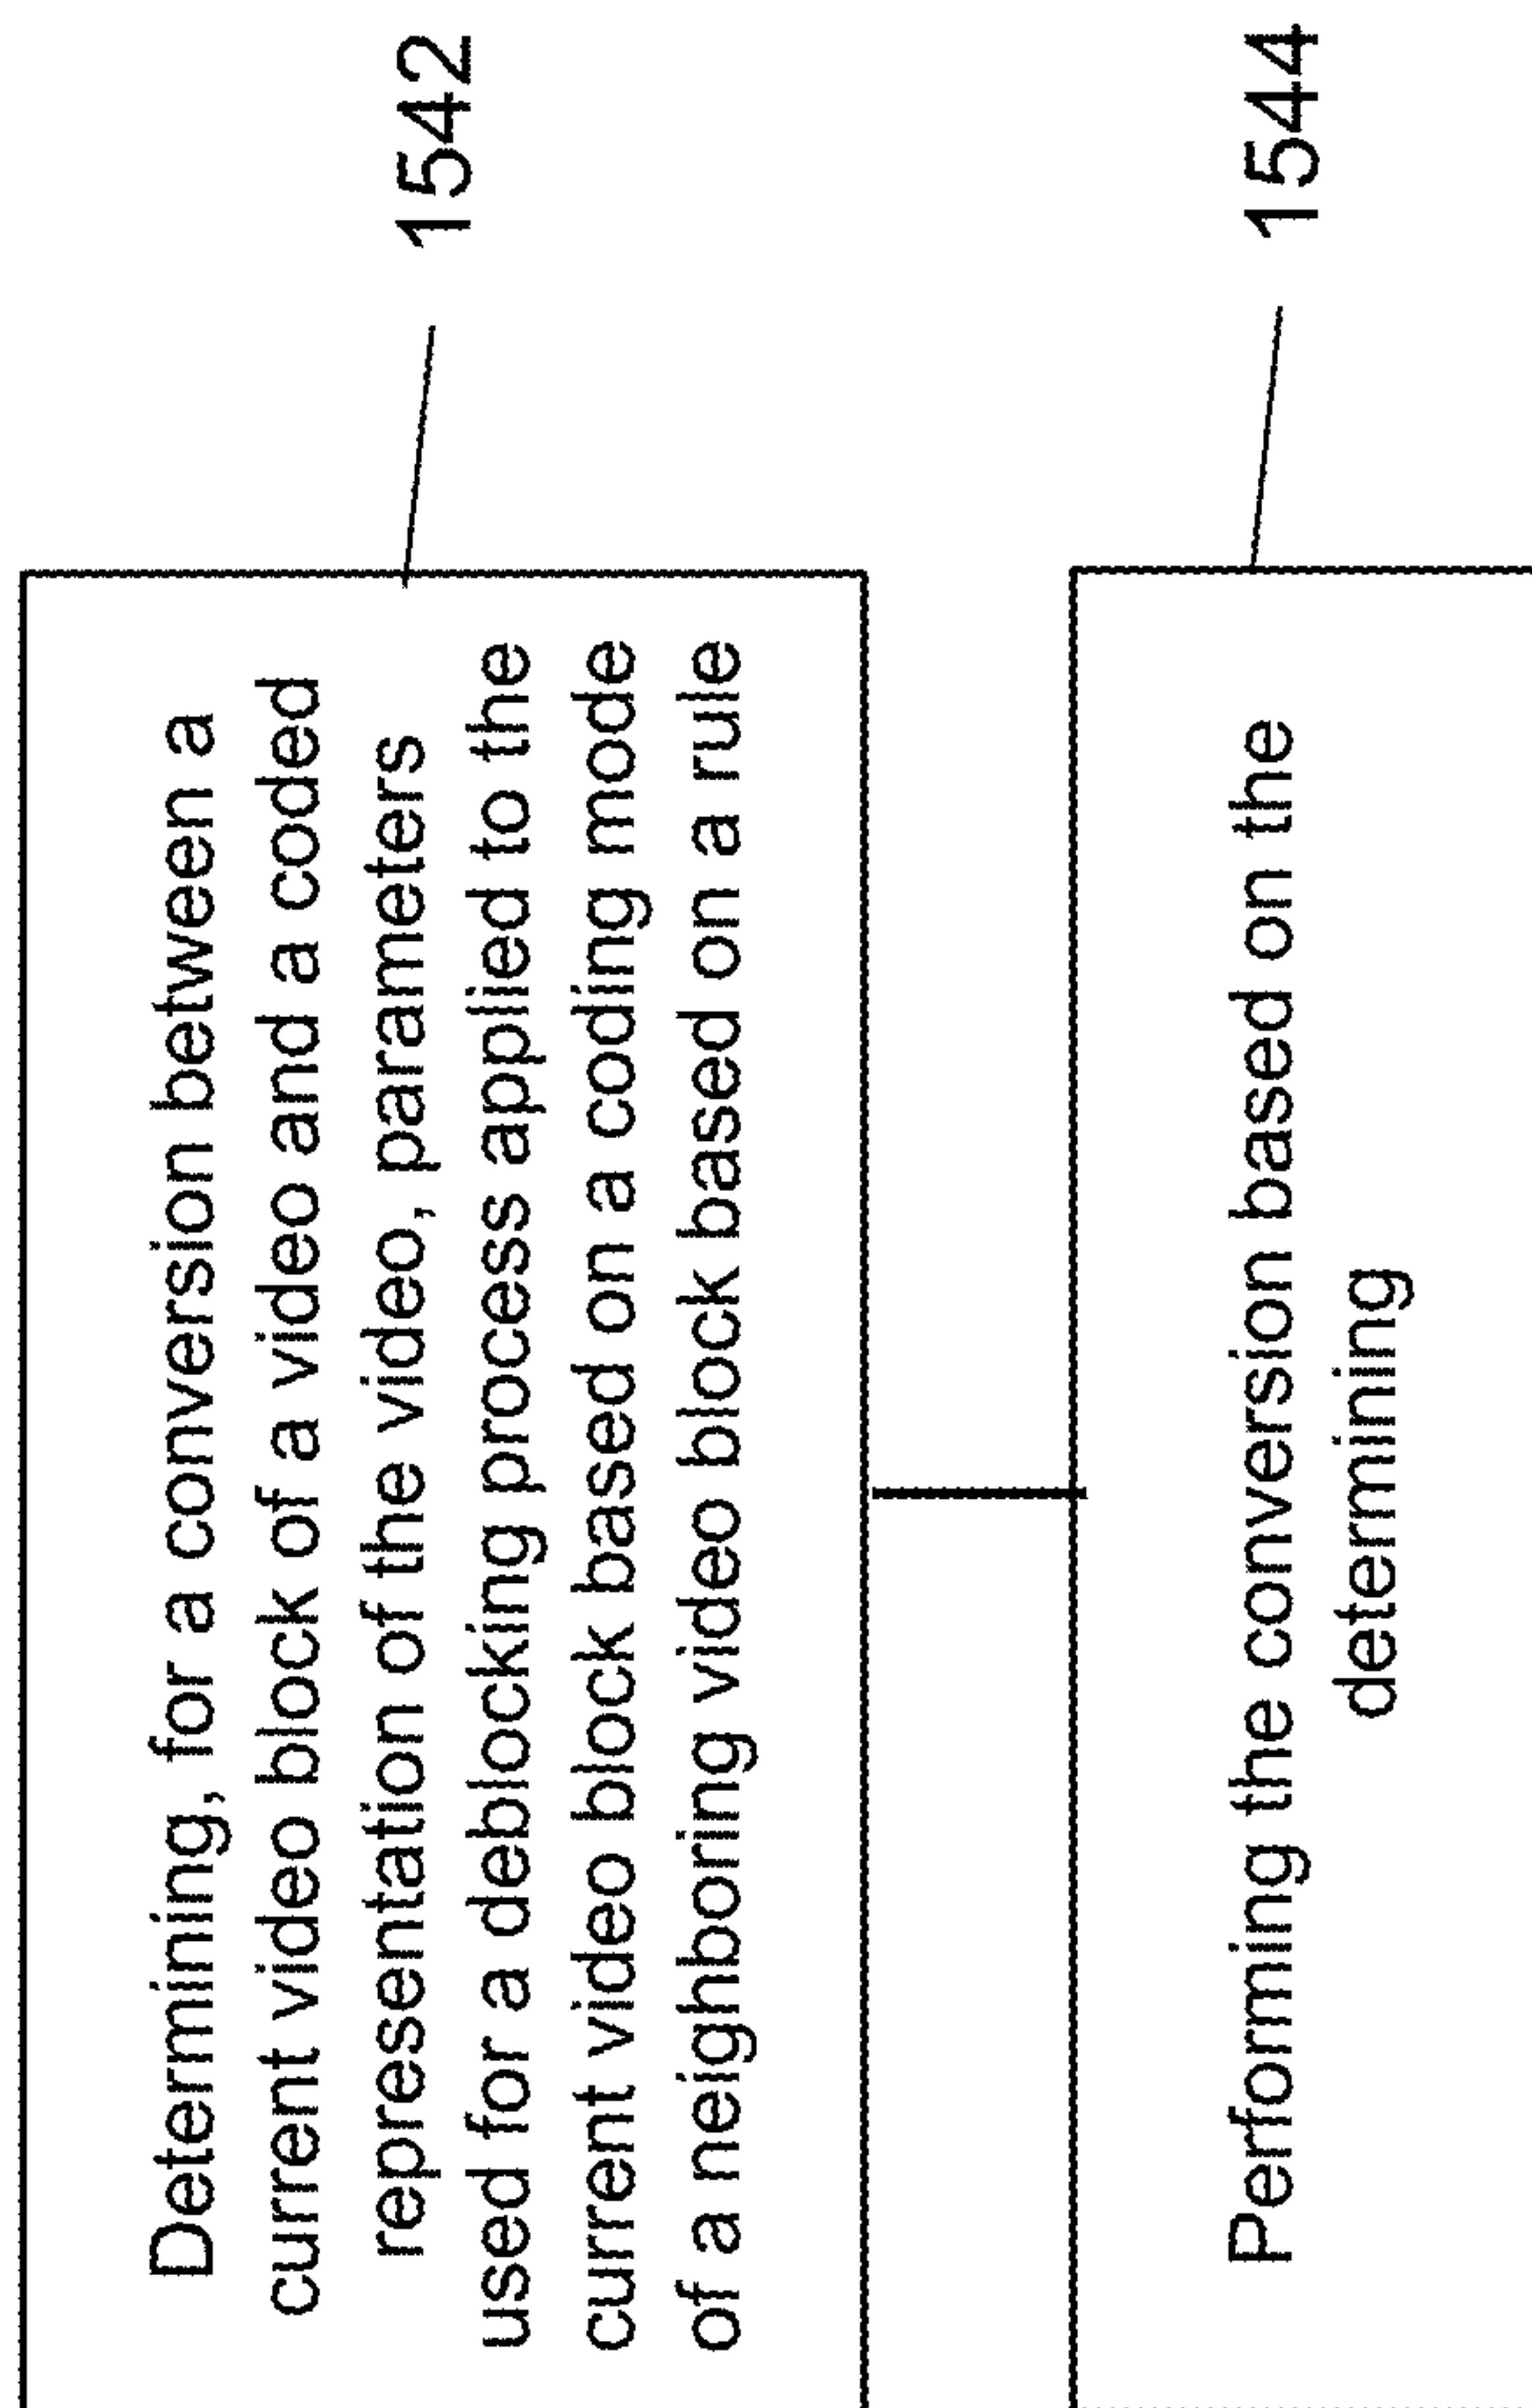 Determining, for a conversion between a
current video block of a video and a coded
representation of the video, parameters
used for a deblocking process applied to the
current video block based on a coding mode
of a neighboring video block based on a rule
1542
Performing the conversion based on the
determining
1544